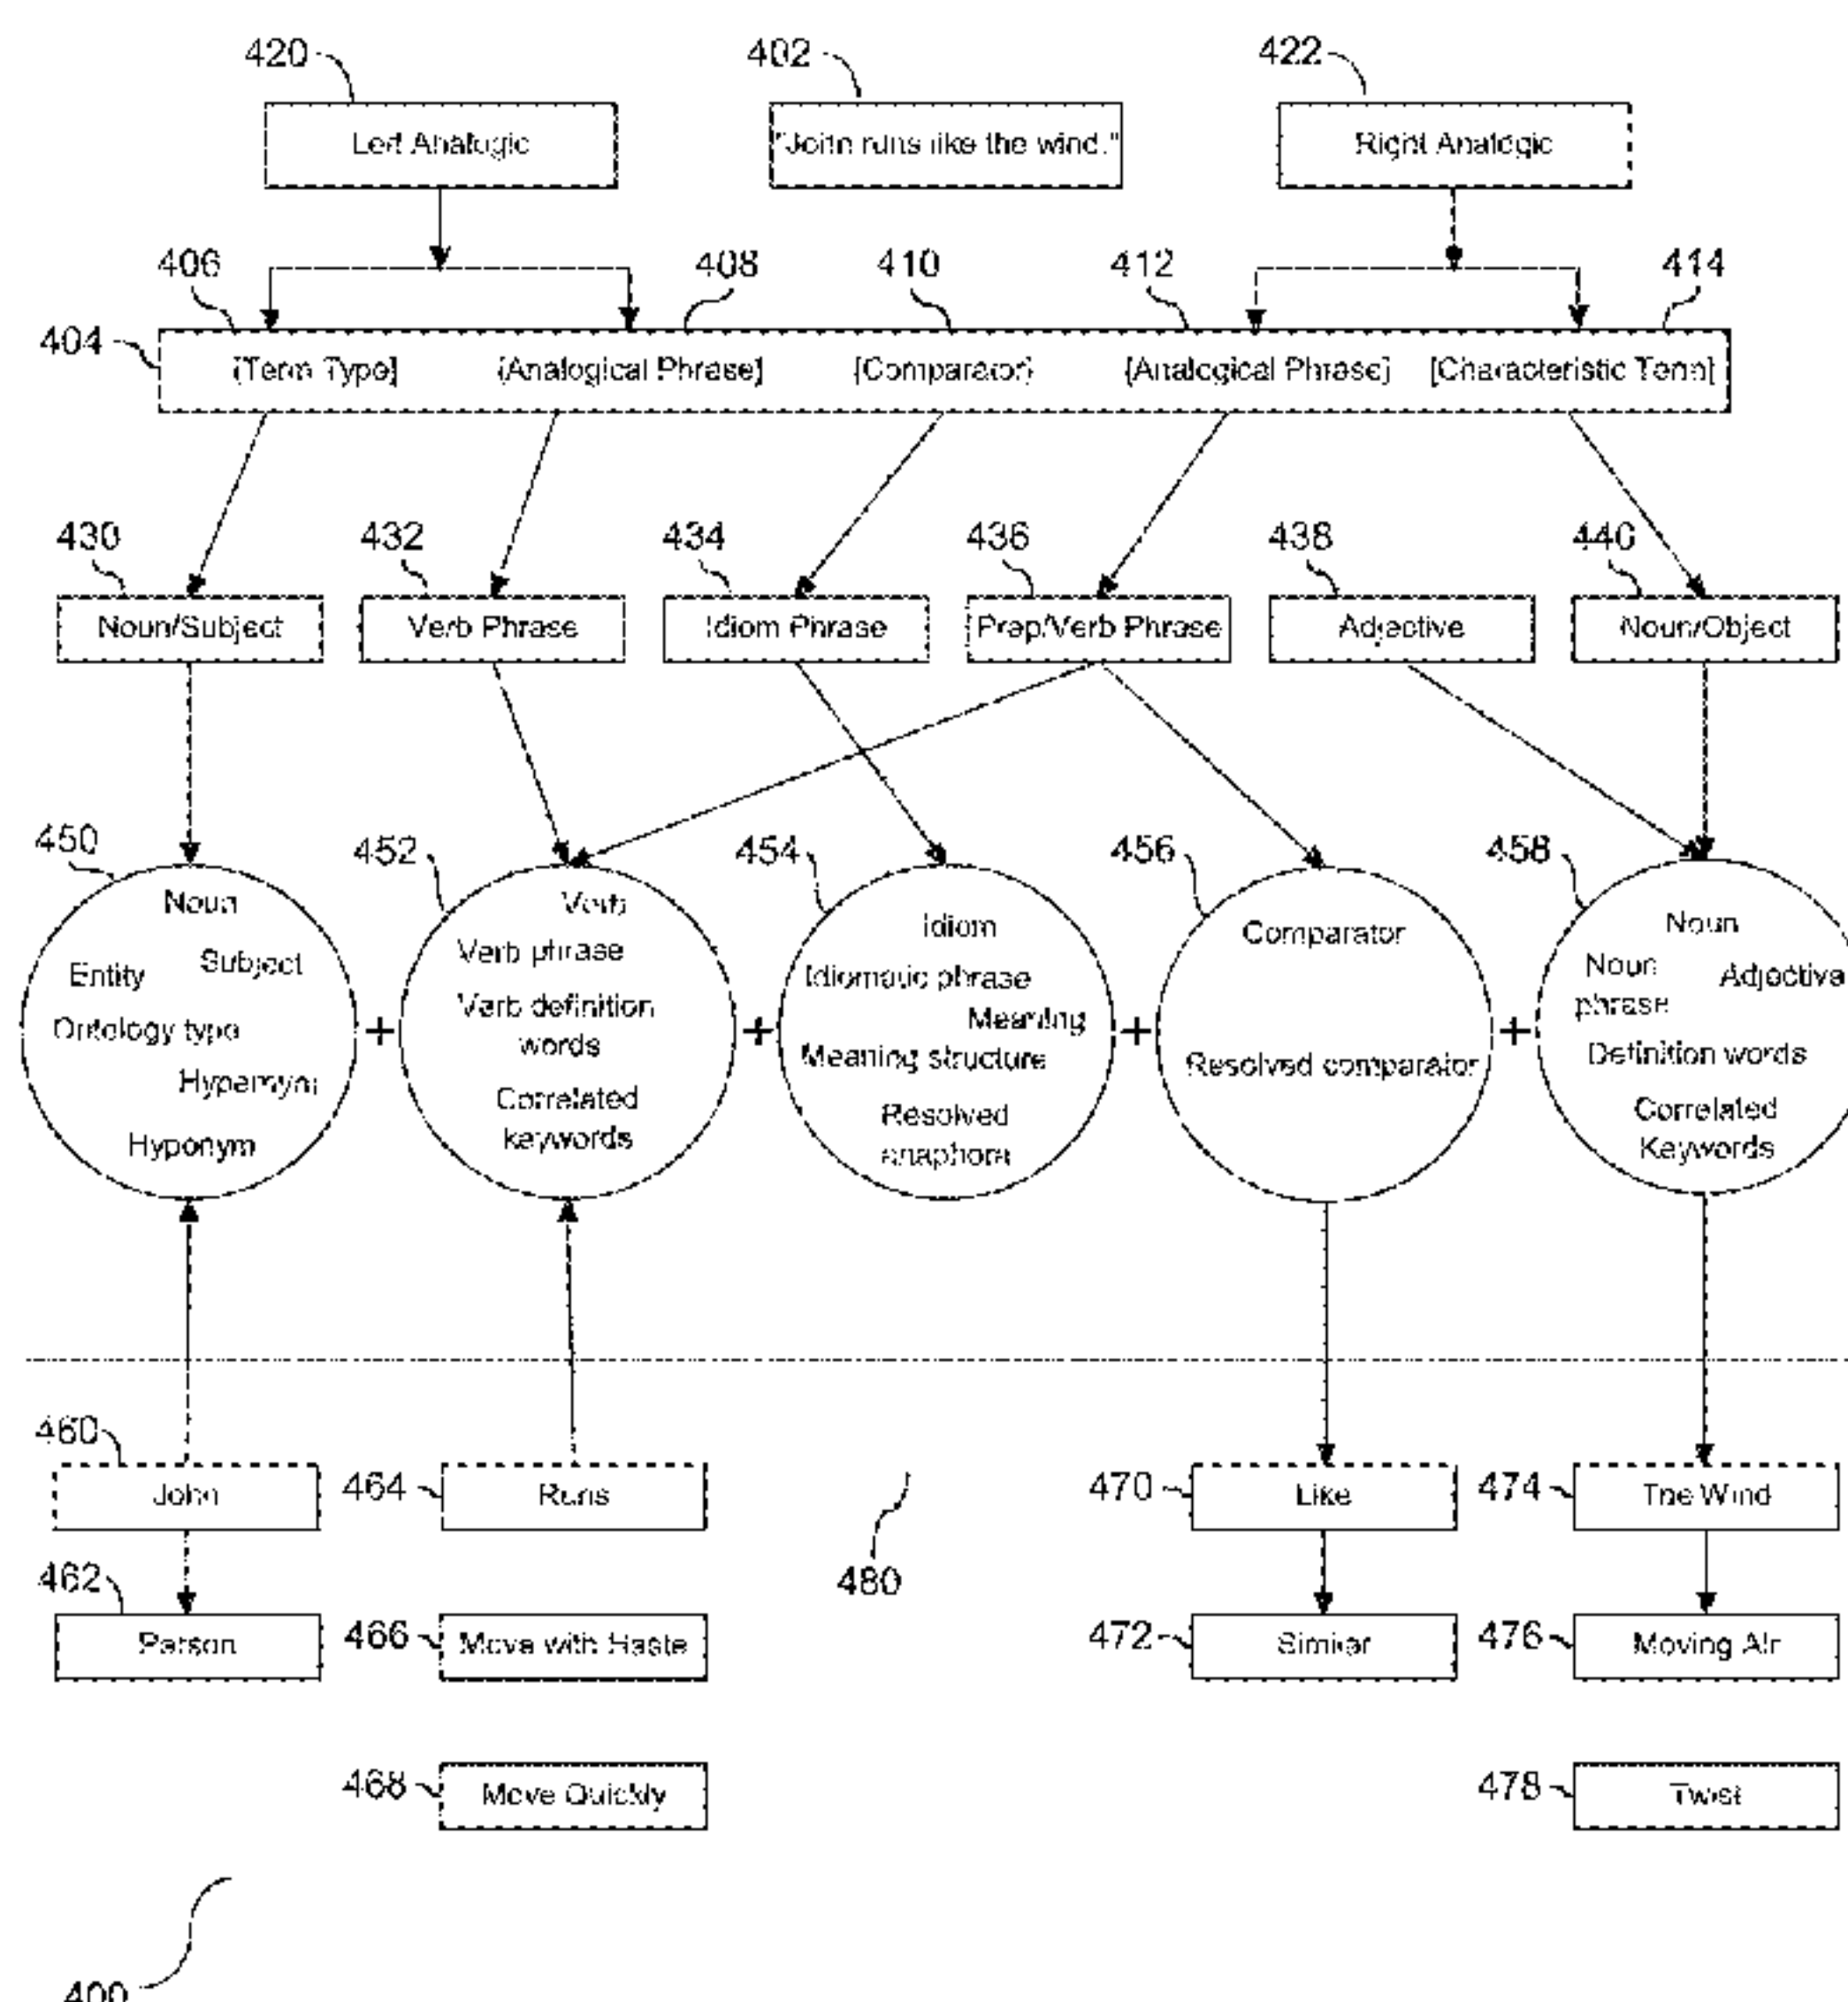 420 402 422
Left Analogic "John runs like the wind." Right Analogic
406 408 410 412 414
404 [Term Type] [Analogical Phrase] [Comparator] [Analogical Phrase] [Characteristic Term]
430 432 434 436 438 440
Noun/Subject Verb Phrase Idiom Phrase Prep/Verb Phrase Adjective Noun/Object
450 452 454 456 458
Noun
Entity
Subject
Ontology type
Hypernym
Hyponym
+
Verb
Verb phrase
Verb definition
words
Correlated
keywords
+
Idiom
Idiomatic phrase
Meaning
Meaning structure
Resolved
anaphora
+
Comparator
Resolved comparator
+
Noun
Noun
phrase
Adjective
Definition words
Correlated
Keywords
460
John 464 Runs 470 Like 474 The Wind
462 480
Person 466 Move with Haste 472 Similar 476 Moving Air
468 Move Quickly 478 Twist
400